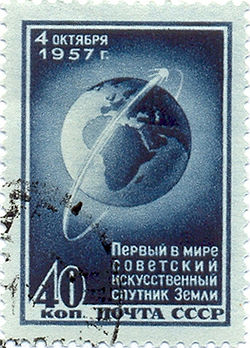 4 ОКТЯБРЯ
1957 г.
Первый в мире
советский
искусственный
спутник Земли
40
коп. ПОЧТА СССР